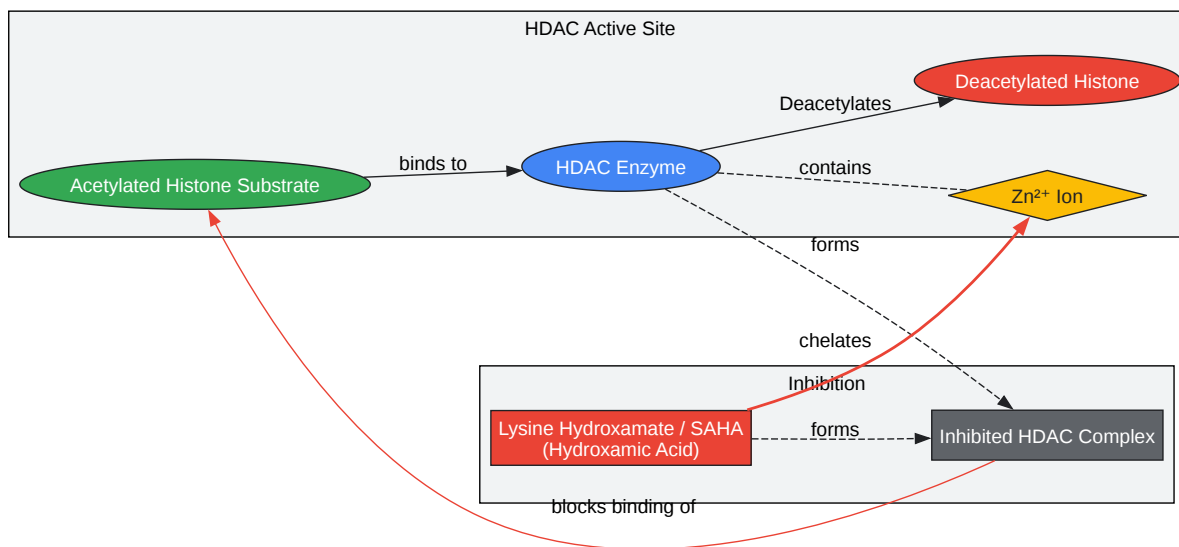 HDAC Active Site
Deacetylated Histone
Deacetylates
binds to
HDAC Enzyme
contains
Acetylated Histone Substrate
Zn²⁺ Ion
forms
chelates
Inhibition
Lysine Hydroxamate / SAHA
(Hydroxamic Acid)
forms
Inhibited HDAC Complex
blocks binding of